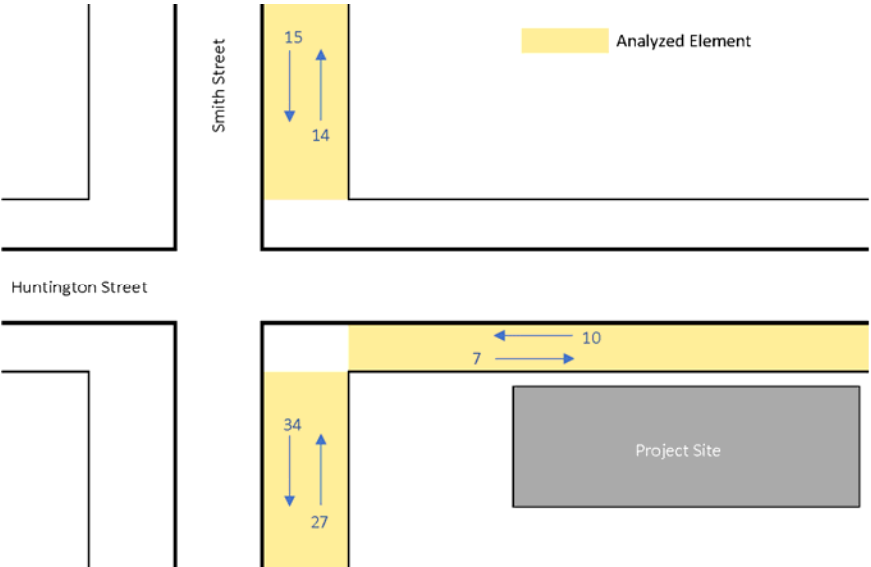 15
Smith Street
Analyzed Element
14
Huntington Street
10
7
34
Project Site
27